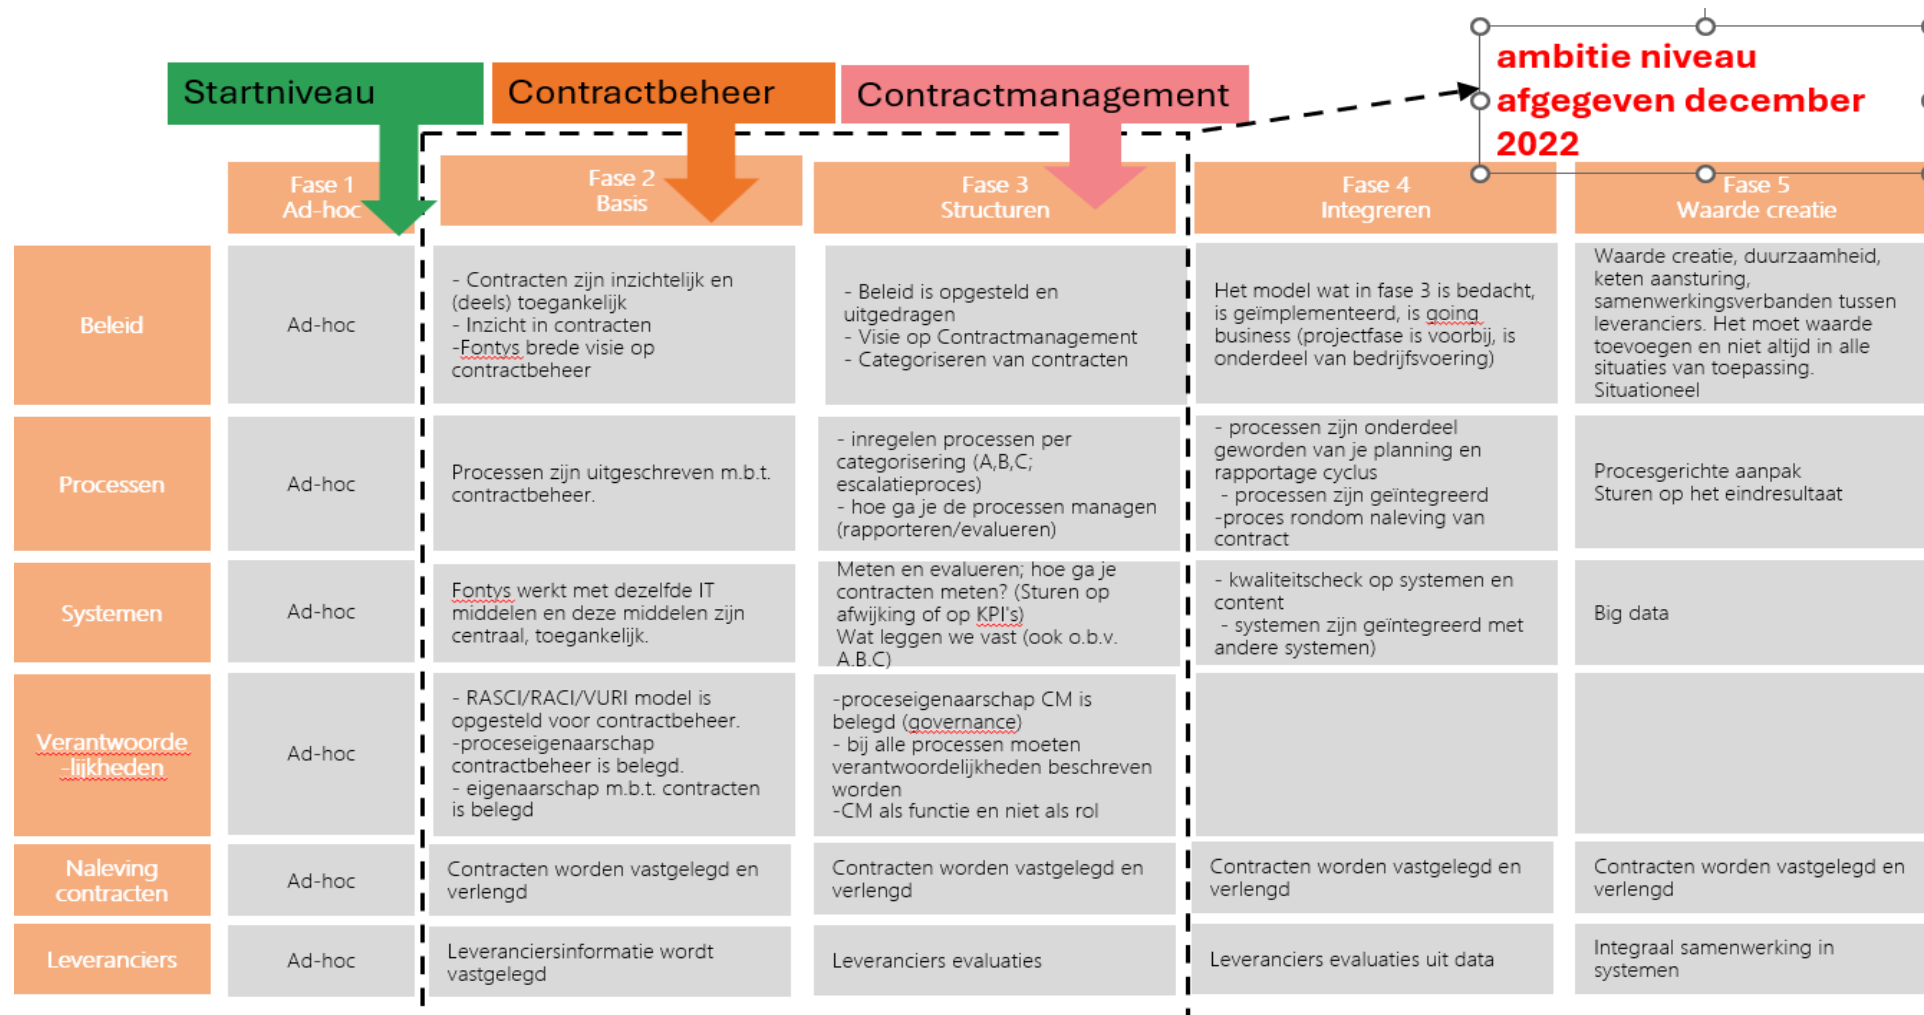 ambitie niveau
afgegeven december
2022
Startniveau
Contractbeheer
Contractmanagement
Fase 1
Ad-hoc
Fase 2
Basis
Fase 3
Structuren
Fase 4
Integreren
Fase 5
Waarde creatie
Beleid
Ad-hoc
- Contracten zijn inzichtelijk en
(deels) toegankelijk
- Inzicht in contracten
-Fontys brede visie op
contractbeheer
- Beleid is opgesteld en
uitgedragen
- Visie op Contractmanagement
- Categoriseren van contracten
Het model wat in fase 3 is bedacht,
is geïmplementeerd, is going
business (projectfase is voorbij, is
onderdeel van bedrijfsvoering)
Waarde creatie, duurzaamheid,
keten aansturing,
samenwerkingsverbanden tussen
leveranciers. Het moet waarde
toevoegen en niet altijd in alle
situaties van toepassing.
Situationeel
Processen
Ad-hoc
Processen zijn uitgeschreven m.b.t.
contractbeheer.
- inregelen processen per
categorisering (A,B,C;
escalatieproces)
- hoe ga je de processen managen
(rapporteren/evalueren)
- processen zijn onderdeel
geworden van je planning en
rapportage cyclus
- processen zijn geïntegreerd
-proces rondom naleving van
contract
Procesgerichte aanpak
Sturen op het eindresultaat
Systemen
Ad-hoc
Fontys werkt met dezelfde IT
middelen en deze middelen zijn
centraal, toegankelijk.
Meten en evalueren; hoe ga je
contracten meten? (Sturen op
afwijking of op KPI's)
Wat leggen we vast (ook o.b.v.
A.B.C)
- kwaliteitscheck op systemen en
content
- systemen zijn geïntegreerd met
andere systemen)
Big data
Verantwoorde
-lijkheden
Ad-hoc
- RASCI/RACI/VURI model is
opgesteld voor contractbeheer.
-proceseigenaarschap
contractbeheer is belegd.
- eigenaarschap m.b.t. contracten
is belegd
-proceseigenaarschap CM is
belegd (governance)
- bij alle processen moeten
verantwoordelijkheden beschreven
worden
-CM als functie en niet als rol
Naleving
contracten
Ad-hoc
Contracten worden vastgelegd en
verlengd
Contracten worden vastgelegd en
verlengd
Contracten worden vastgelegd en
verlengd
Contracten worden vastgelegd en
verlengd
Leveranciers
Ad-hoc
Leveranciersinformatie wordt
vastgelegd
Leveranciers evaluaties
Leveranciers evaluaties uit data
Integraal samenwerking in
systemen